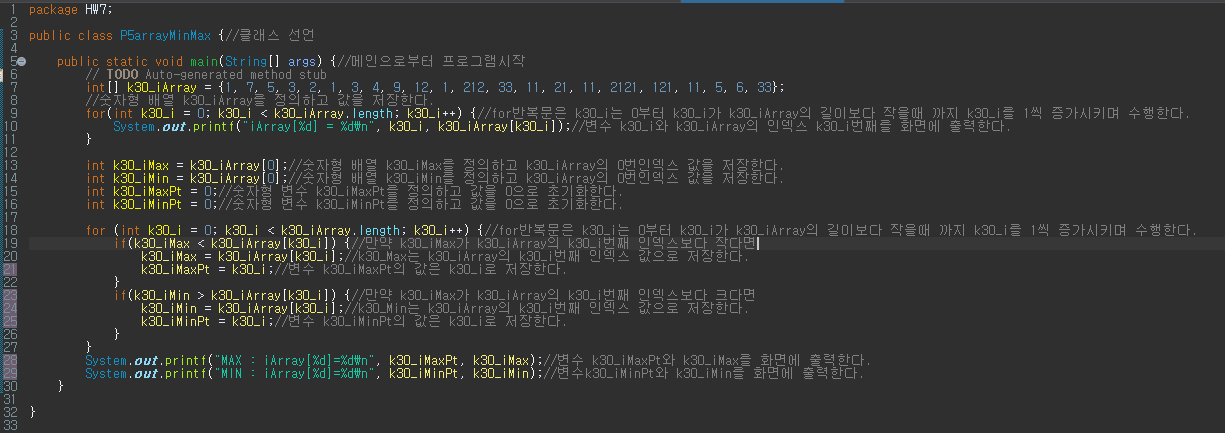 1 package HW7;
2
3 public class P5arrayMinMax {//클래스 선언
4
5 public static void main(String[] args) {//메인으로부터 프로그램시작
6 // TODO Auto-generated method stub
7 int[] k30_iArray = {1, 7, 5, 3, 2, 1, 3, 4, 9, 12, 1, 212, 33, 11, 21, 11, 2121, 121, 11, 5, 6, 33};
8 //숫자형 배열 k30_iArray을 정의하고 값을 저장한다.
9 for(int k30_i = 0; k30_i < k30_iArray.length; k30_i++) {//for반복문은 k30_i는 0부터 k30_i가 k30_iArray의 길이보다 작을때 까지 k30_i를 1씩 증가시키며 수행한다.
10 System.out.printf("iArray[%d] = %d₩n", k30_i, k30_iArray[k30_i]);//변수 k30_i와 k30_iArray의 인덱스 k30_i번째를 화면에 출력한다.
11 }
12
13 int k30_iMax = k30_iArray[0];//숫자형 배열 k30_iMax를 정의하고 k30_iArray의 0번인덱스 값을 저장한다.
14 int k30_iMin = k30_iArray[0];//숫자형 배열 k30_iMin를 정의하고 k30_iArray의 0번인덱스 값을 저장한다.
15 int k30_iMaxPt = 0;//숫자형 변수 k30_iMaxPt를 정의하고 값을 0으로 초기화한다.
16 int k30_iMinPt = 0;//숫자형 변수 k30_iMinPt를 정의하고 값을 0으로 초기화한다.
17
18 for (int k30_i = 0; k30_i < k30_iArray.length; k30_i++) {//for반복문은 k30_i는 0부터 k30_i가 k30_iArray의 길이보다 작을때 까지 k30_i를 1씩 증가시키며 수행한다.
19 if(k30_iMax < k30_iArray[k30_i]) {//만약 k30_iMax가 k30_iArray의 k30_i번째 인덱스보다 작다면
20 k30_iMax = k30_iArray[k30_i];//k30_Max는 k30_iArray의 k30_i번째 인덱스 값으로 저장한다.
21 k30_iMaxPt = k30_i;//변수 k30_iMaxPt의 값은 k30_i로 저장한다.
22 }
23 if(k30_iMin > k30_iArray[k30_i]) {//만약 k30_iMax가 k30_iArray의 k30_i번째 인덱스보다 크다면
24 k30_iMin = k30_iArray[k30_i];//k30_Min는 k30_iArray의 k30_i번째 인덱스 값으로 저장한다.
25 k30_iMinPt = k30_i;//변수 k30_iMinPt의 값은 k30_i로 저장한다.
26 }
27 }
28 System.out.printf("MAX : iArray[%d]=%d₩n", k30_iMaxPt, k30_iMax);//변수 k30_iMaxPt와 k30_iMax를 화면에 출력한다.
29 System.out.printf("MIN : iArray[%d]=%d₩n", k30_iMinPt, k30_iMin);//변수k30_iMinPt와 k30_iMin를 화면에 출력한다.
30 }
31
32 }
33